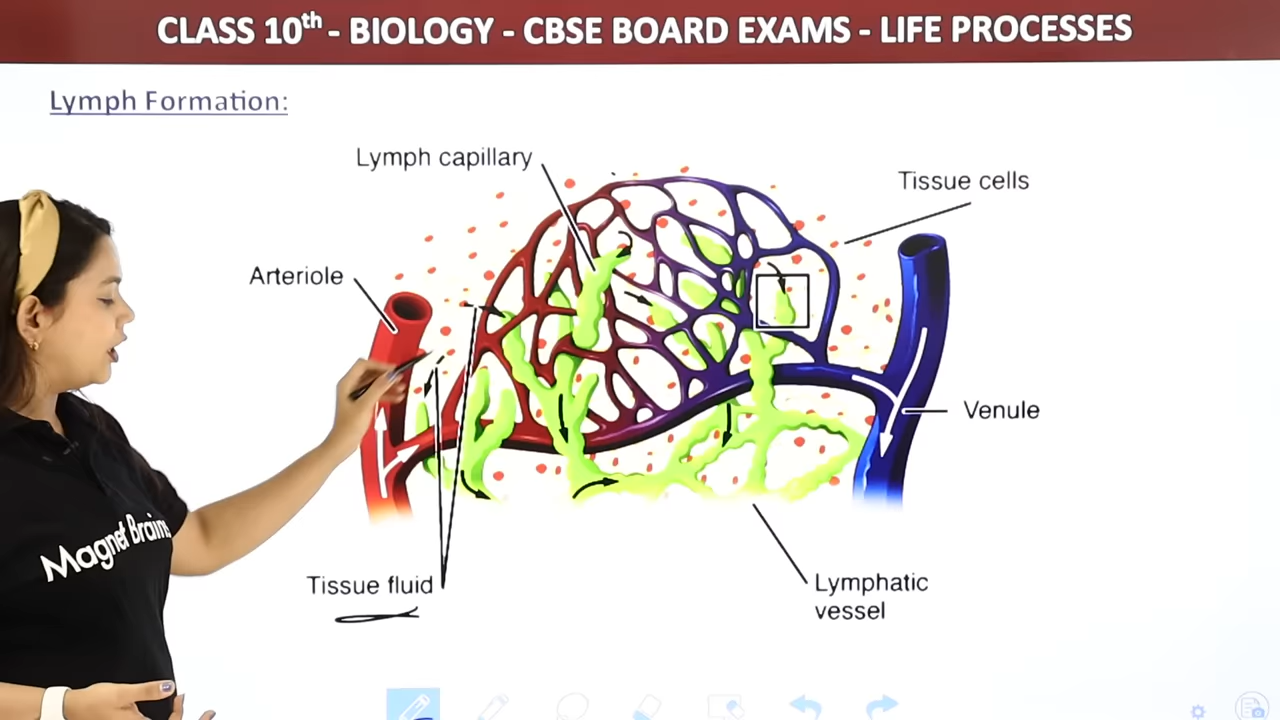 CLASS 10th - BIOLOGY - CBSE BOARD EXAMS - LIFE PROCESSES
Lymph Formation:
Lymph capillary
Tissue cells
Arteriole
Venule
Magnet Brains
Tissue fluid
Lymphatic
vessel